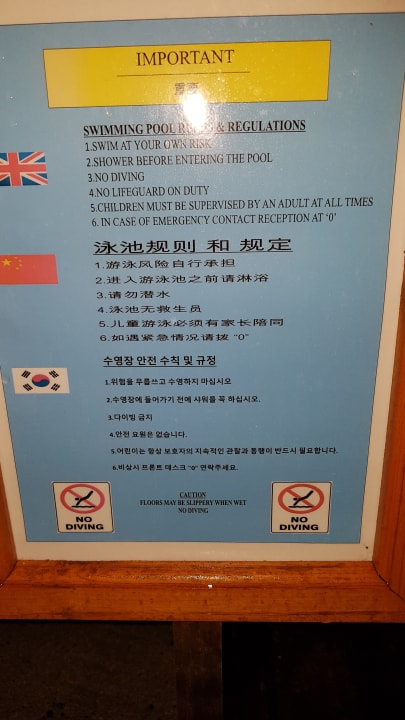 IMPORTANT
重要
SWIMMING POOL RULES & REGULATIONS
1.SWIM AT YOUR OWN RISK
2.SHOWER BEFORE ENTERING THE POOL
3.NO DIVING
4.NO LIFEGUARD ON DUTY
5.CHILDREN MUST BE SUPERVISED BY AN ADULT AT ALL TIMES
6. IN CASE OF EMERGENCY CONTACT RECEPTION AT ‘0’
泳池规则 和 规定
1.游泳风险自行承担
2.进入游泳池之前请淋浴
3.请勿潜水
4.泳池无救生员
5.儿童游泳必须有家长陪同
6.如遇紧急情况请拨 “0”
수영장 안전 수칙 및 규정
1.위험을 무릅쓰고 수영하지 마십시오
2.수영장에 들어가기 전에 샤워를 꼭 하십시오.
3.다이빙 금지
4.안전 요원은 없습니다.
5.어린이는 항상 보호자의 지속적인 관찰과 동행이 반드시 필요합니다.
6.비상시 프론트 데스크 “0” 연락주세요.
CAUTION
FLOORS MAY BE SLIPPERY WHEN WET
NO DIVING
NO
DIVING
NO
DIVING